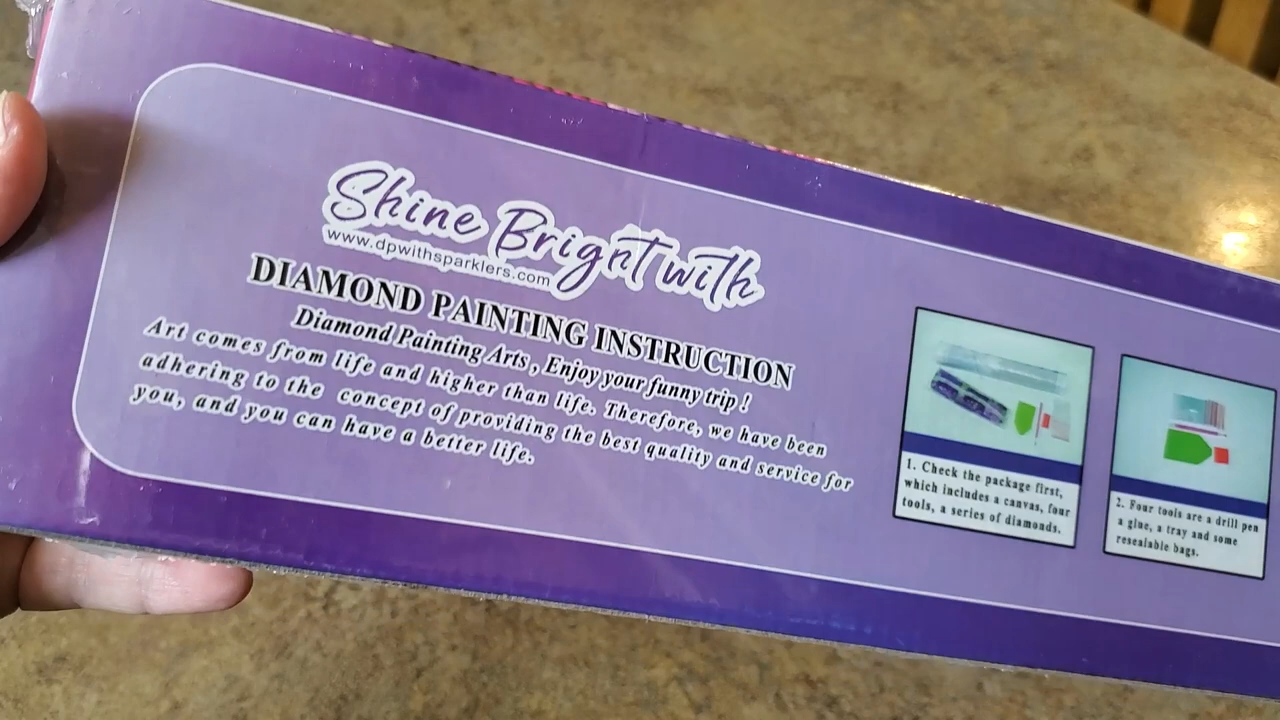 Shine Bright with
www.dpwithsparklers.com
DIAMOND PAINTING INSTRUCTION
Diamond Painting Arts , Enjoy your funny trip !
Art comes from life and higher than life. Therefore, we have been
adhering to the concept of providing the best quality and service for
you, and you can have a better life.
1. Check the package first,
which includes a canvas, four
tools, a series of diamonds.
2. Four tools are a drill pen
a glue, a tray and some
resealable bags.